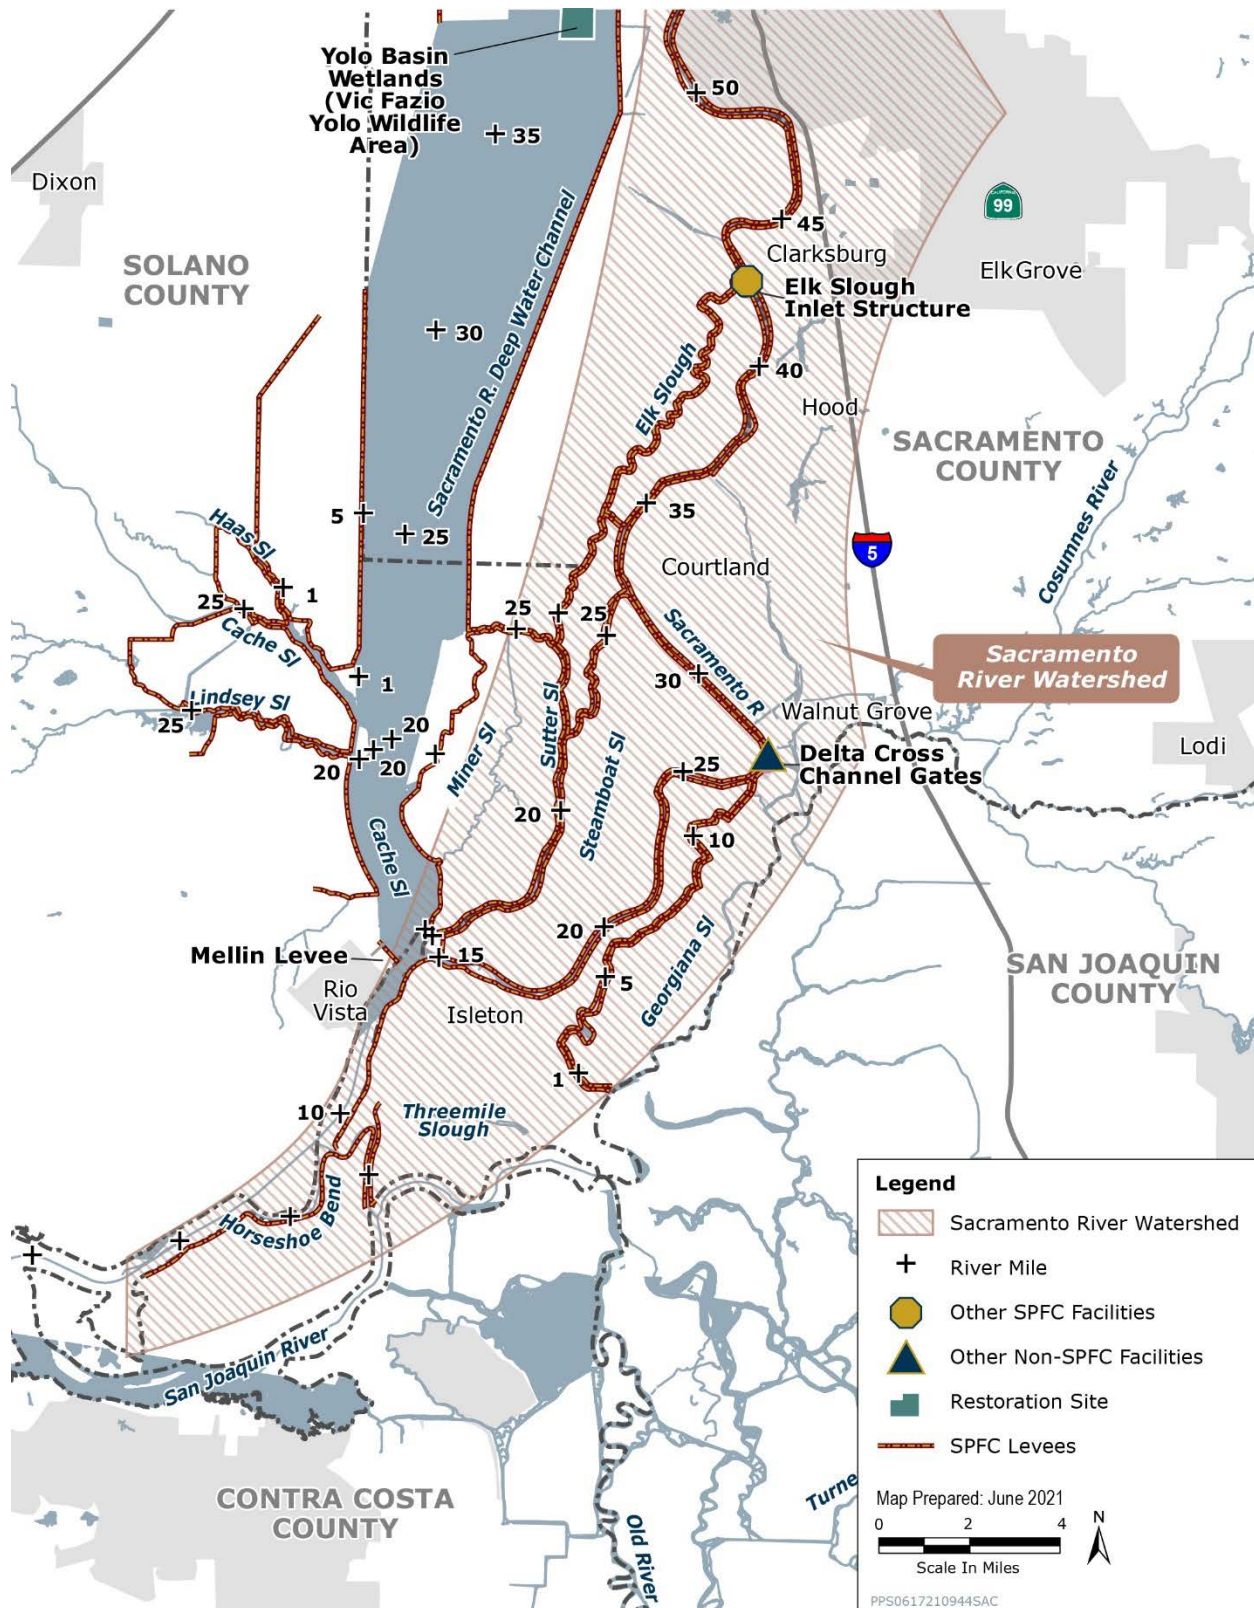 Yolo Basin
Wetlands
(Vic Fazio
Yolo Wildlife
Area)
50
35
Dixon
99
45
Clarksburg
SOLANO
COUNTY
ElkGrove
Elk Slough
Inlet Structure
30
Sacramento R. Deep Water Channel
Elk Slough
40
Hood
SACRAMENTO
COUNTY
Cosumnes River
5
35
Haas Sl
25
5
Courtland
1
25
25
25
Cache Sl
Sacramento R
Sacramento
River Watershed
1
30
Lindsey Sl
25
Walnut Grove
20
20
20
Miner Sl
Sutter Sl
Steamboat Sl
25
Delta Cross
Channel Gates
Lodi
20
10
Cache Sl
20
Mellin Levee
15
Georgiana Sl
SAN JOAQUIN
COUNTY
Rio
Vista
Isleton
5
1
10
Threemile
Slough
Horseshoe Bend
San Joaquin River
CONTRA COSTA
COUNTY
Old River
Turne
Legend
Sacramento River Watershed
River Mile
Other SPFC Facilities
Other Non-SPFC Facilities
Restoration Site
SPFC Levees
Map Prepared: June 2021
0 2 4
Scale In Miles
N
PPS0617210944SAC